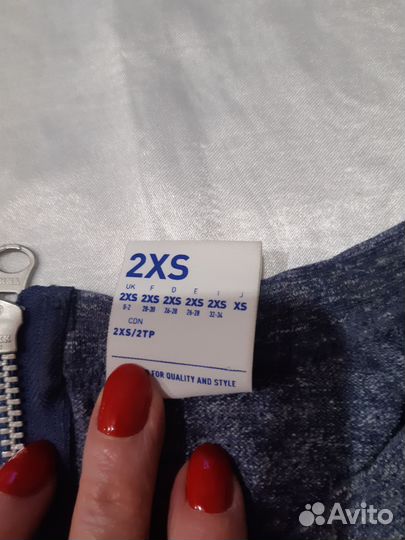 2XS
UK F D E I J
2XS 2XS 2XS 2XS 2XS XS
0-2 28-30 26-28 26-28 32-34
CDN
2XS/2TP
FOR QUALITY AND STYLE
Avito